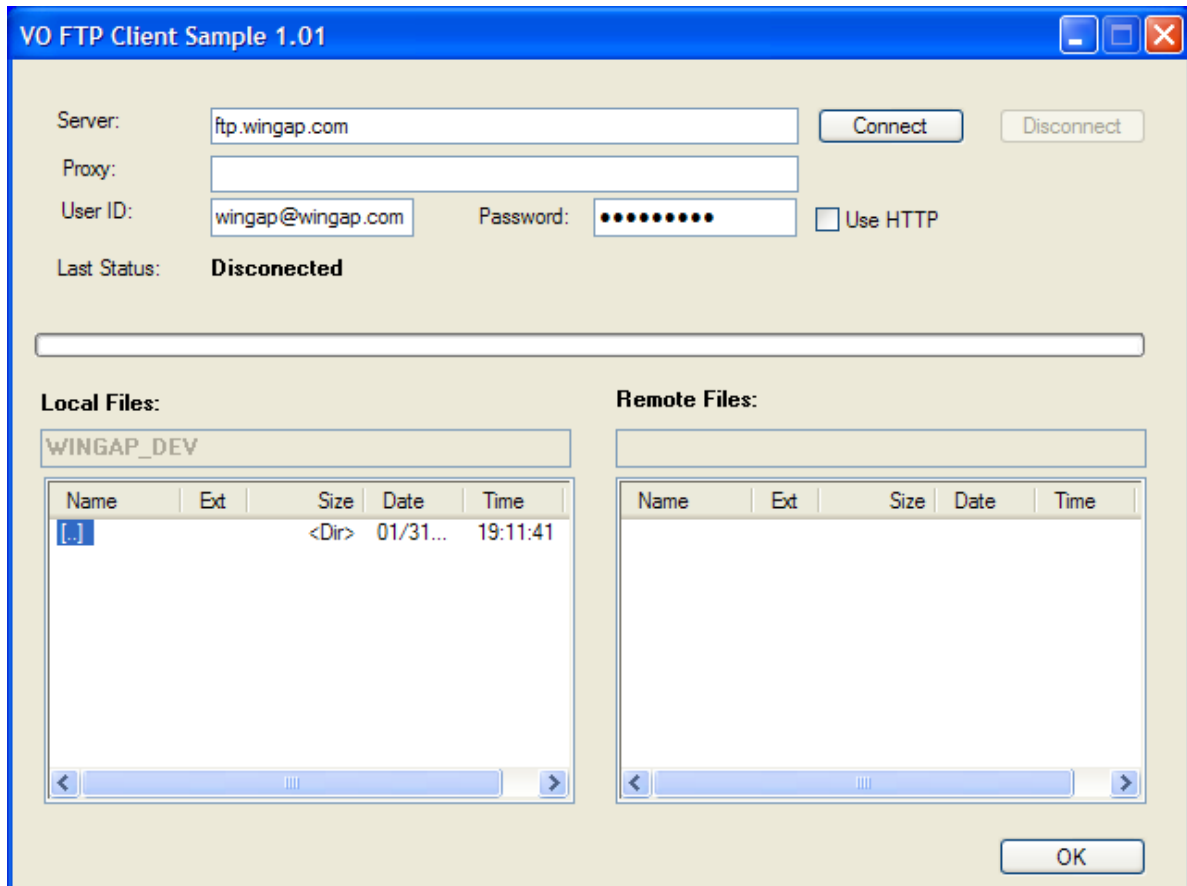 VO FTP Client Sample 1.01
Server: ftp.wingap.com Connect Disconnect
Proxy:
User ID: wingap@wingap.com Password: ●●●●●●●●● Use HTTP
Last Status: Disconected
Local Files: Remote Files:
WINGAP_DEV
Name Ext Size Date Time Name Ext Size Date Time
[..] <Dir> 01/31... 19:11:41
OK